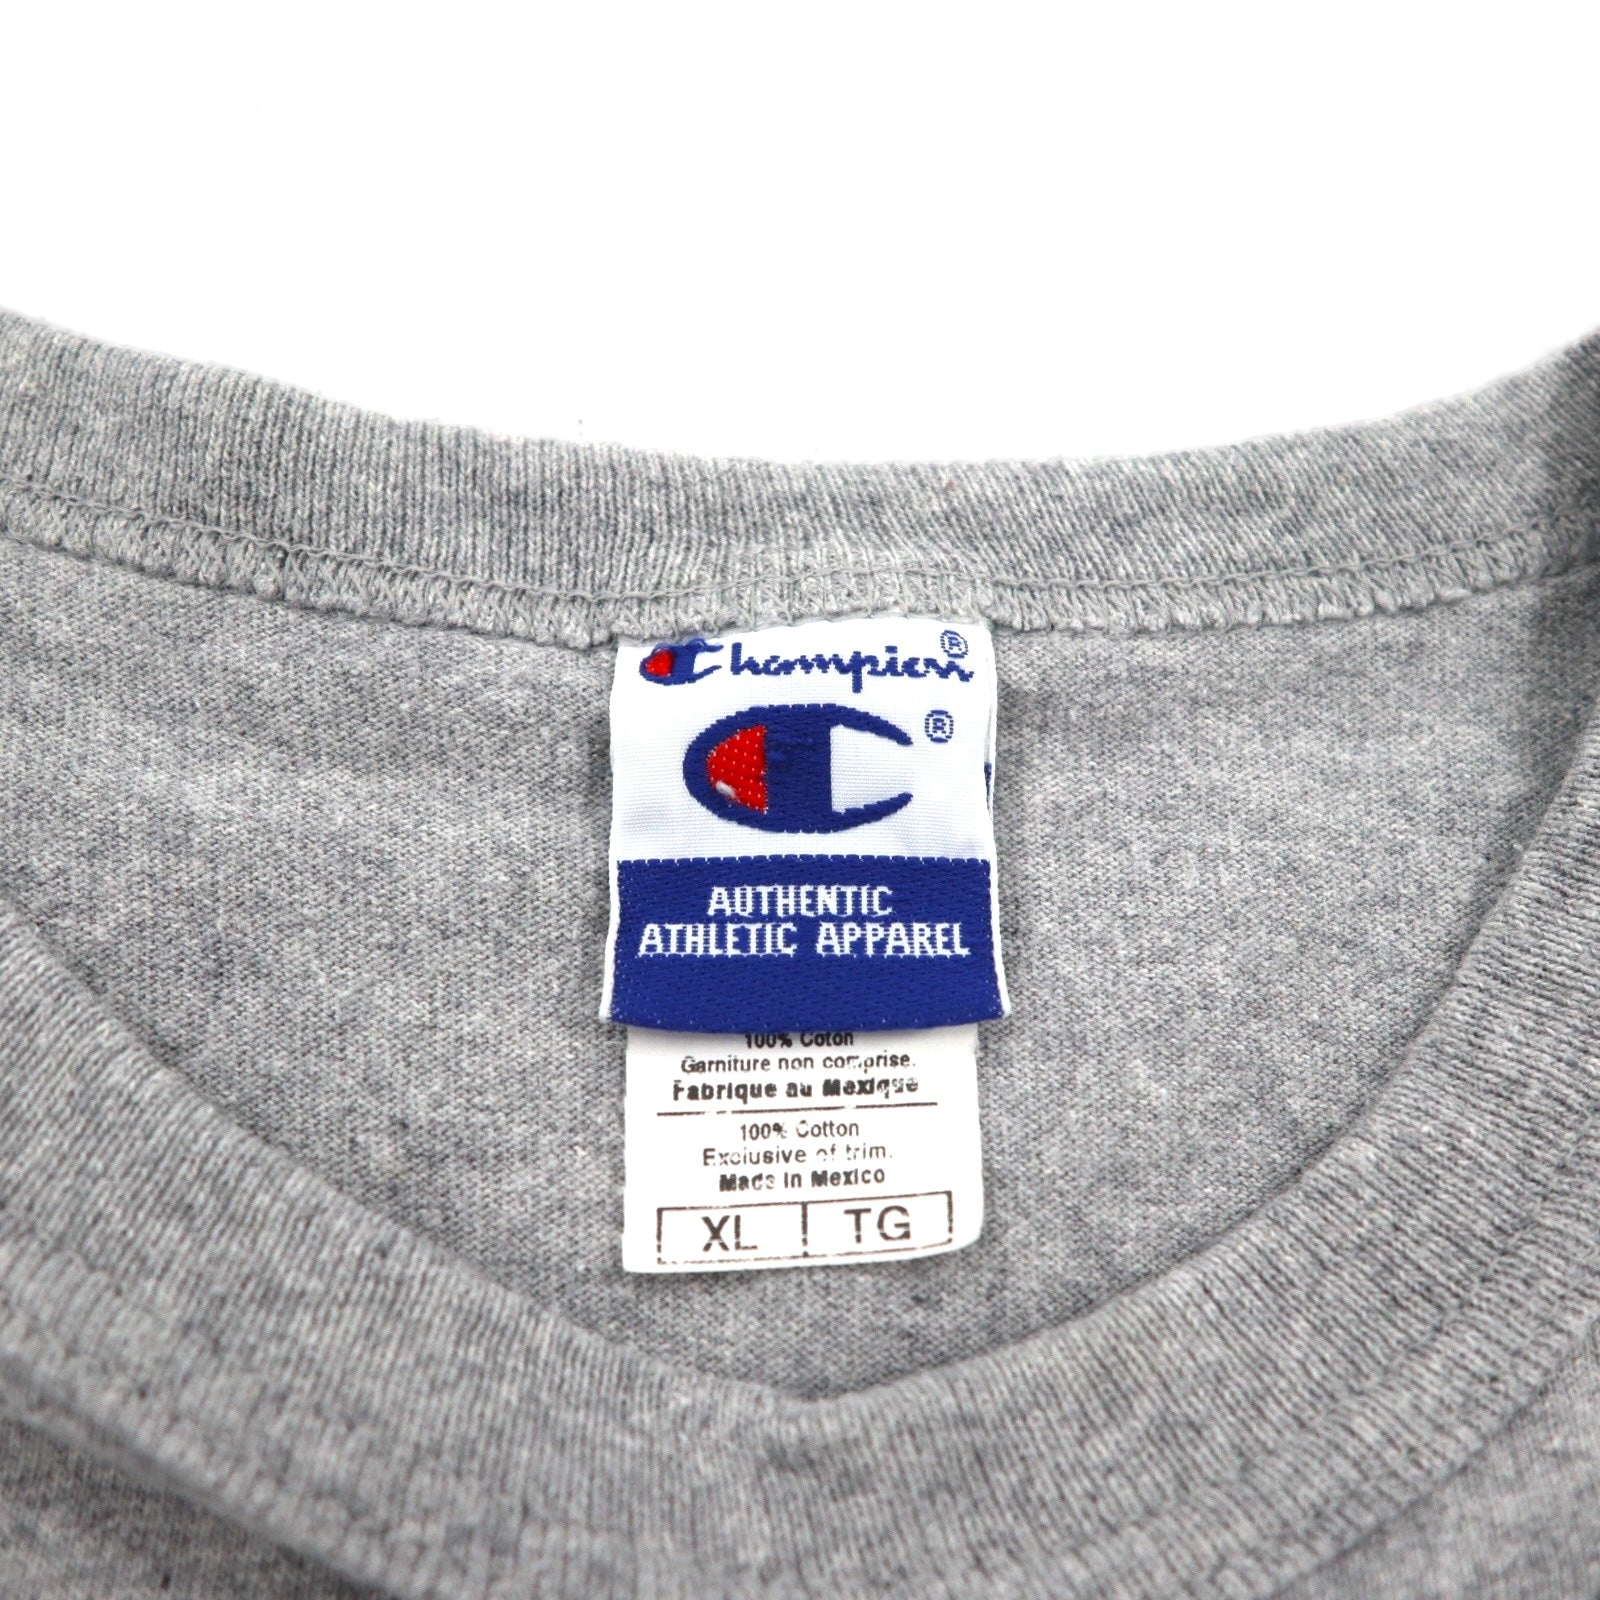 Champion®
®
AUTHENTIC
ATHLETIC APPAREL
100% Coton
Garniture non comprise.
Fabrique au Mexique
100% Cotton
Exclusive of trim.
Made in Mexico
XL TG